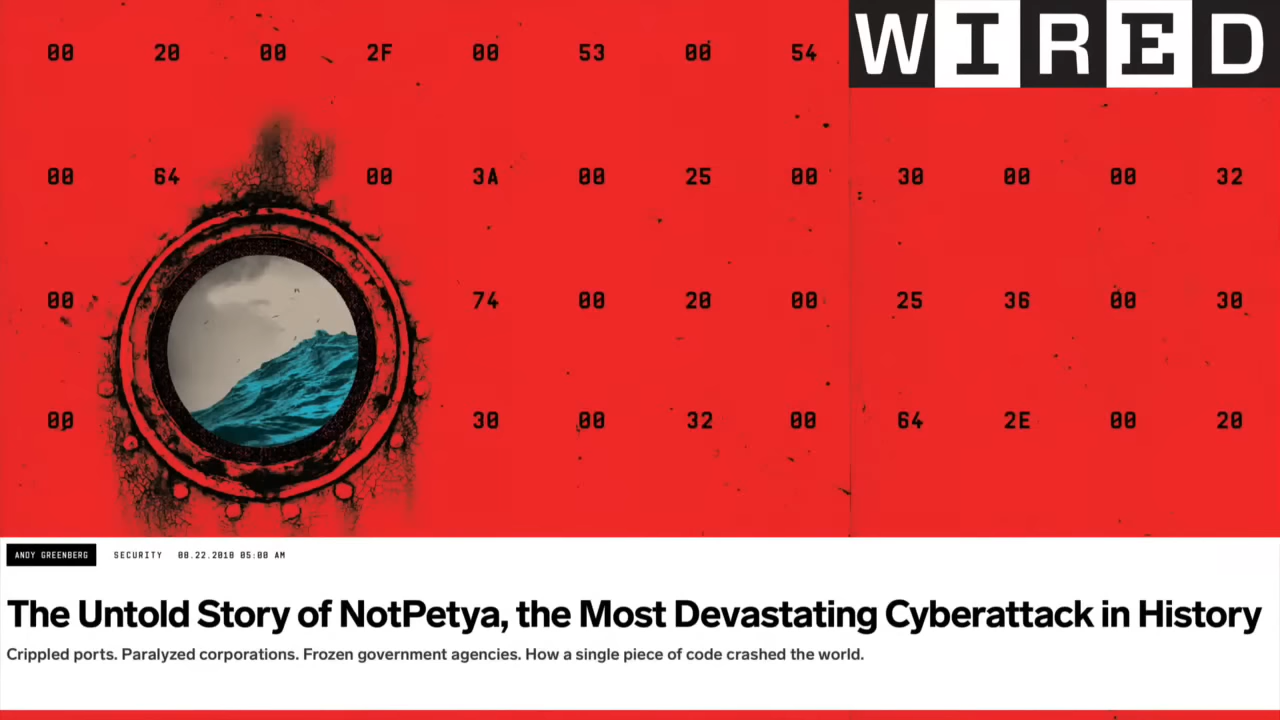 WIRED
00 20 00 2F 00 53 00 54
00 64 00 3A 00 25 00 30 00 00 32
00 74 00 20 00 25 36 00 30
00 30 00 32 00 64 2E 00 20
ANDY GREENBERG SECURITY 08.22.2018 05:00 AM
The Untold Story of NotPetya, the Most Devastating Cyberattack in History
Crippled ports. Paralyzed corporations. Frozen government agencies. How a single piece of code crashed the world.